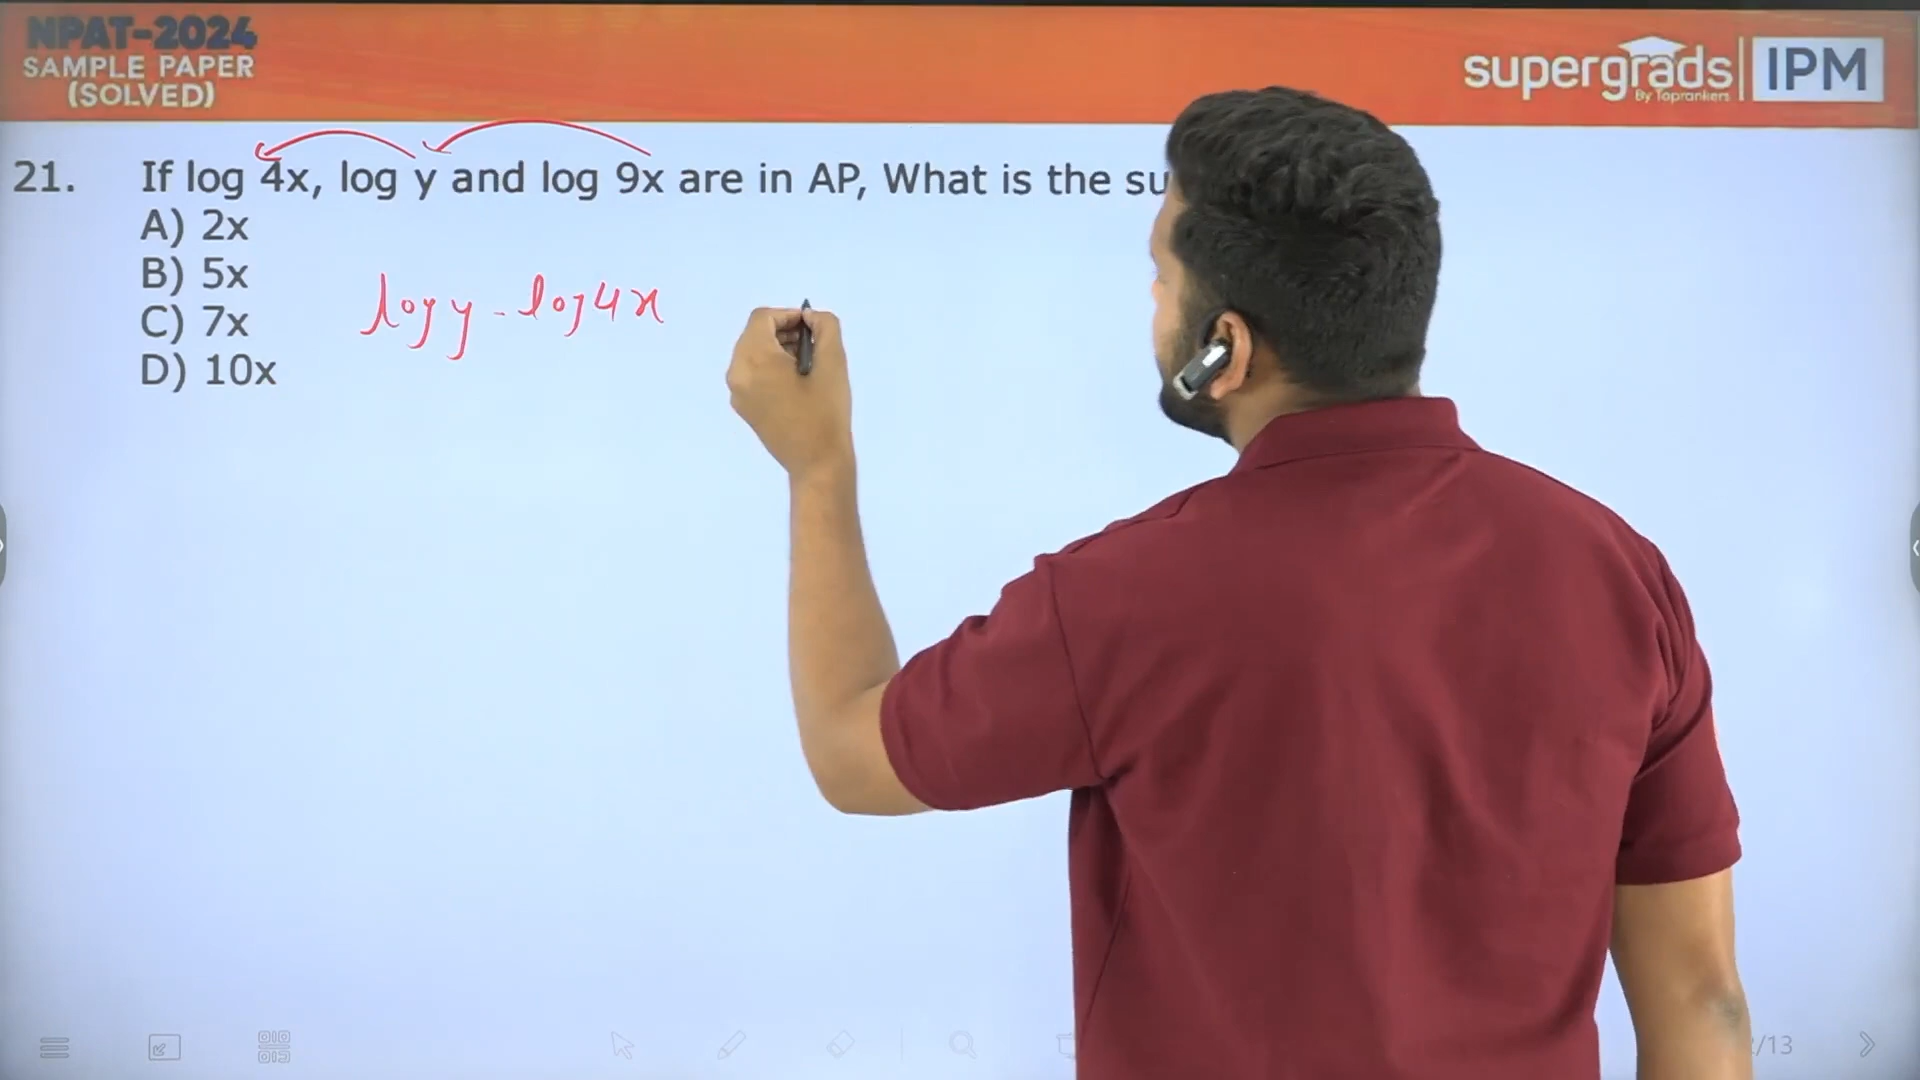 NPAT-2024
SAMPLE PAPER
(SOLVED)
supergrads
By Toprankers
IPM
21. If log 4x, log y and log 9x are in AP, What is the
A) 2x
B) 5x
C) 7x
D) 10x
log y - log 4x
/13